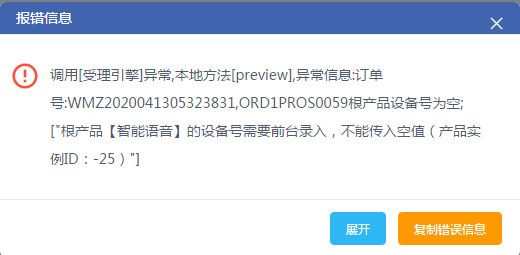 报错信息
调用[受理引擎]异常,本地方法[preview],异常信息:订单
号:WMZ2020041305323831,ORD1PROS0059根产品设备号为空;
["根产品【智能语音】的设备号需要前台录入，不能传入空值（产品实
例ID：-25）"]
展开
复制错误信息